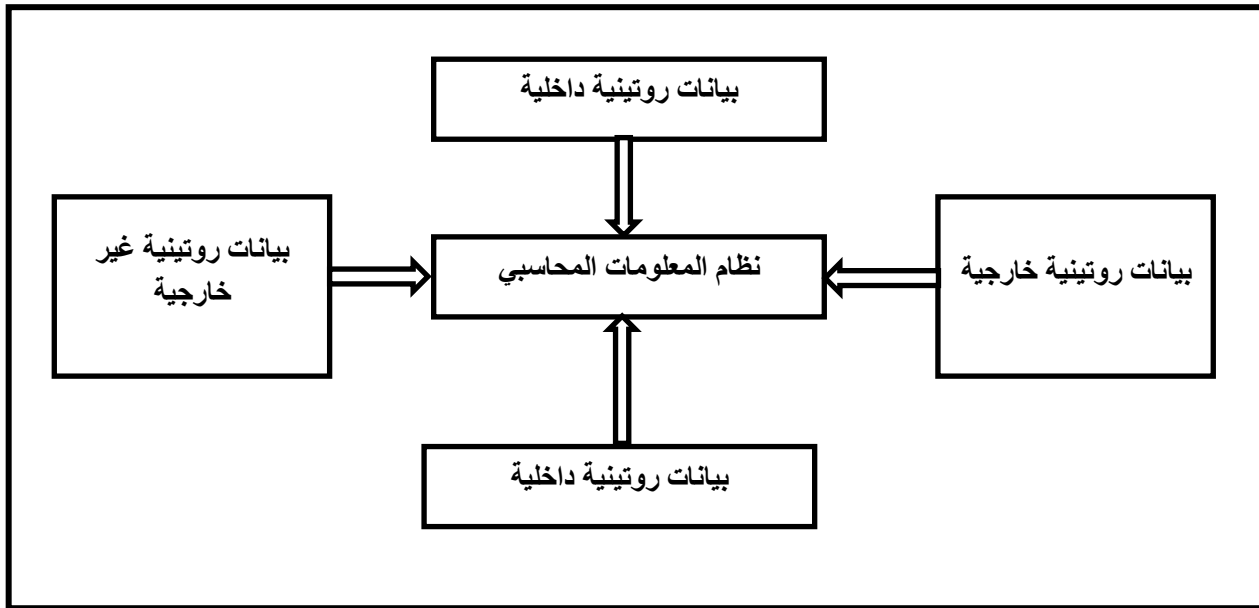 بيانات روتينية داخلية
بيانات روتينية خارجية
نظام المعلومات المحاسبي
بيانات روتينية غير
خارجية
بيانات روتينية داخلية